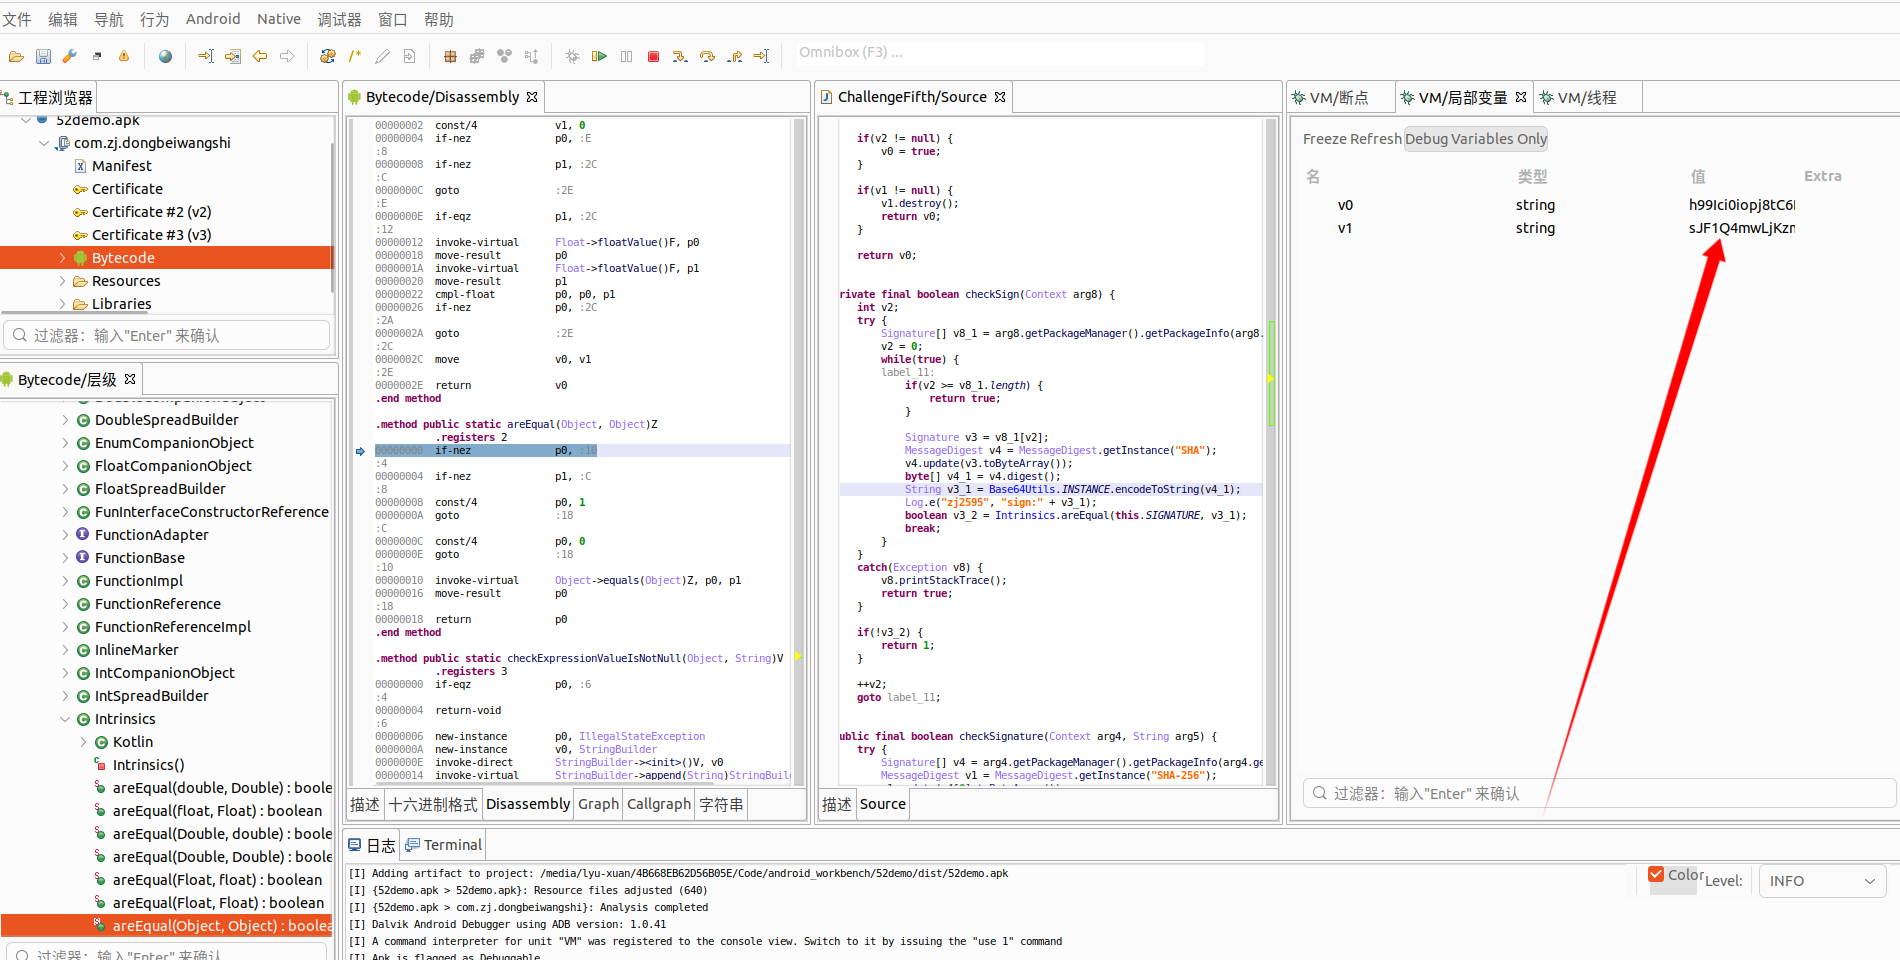 文件 编辑 导航 行为 Android Native 调试器 窗口 帮助
Omnibox (F3) ...
工程浏览器
52demo.apk
com.zj.dongbeiwangshi
Manifest
Certificate
Certificate #2 (v2)
Certificate #3 (v3)
Bytecode
Resources
Libraries
过滤器：输入"Enter" 来确认
Bytecode/层级
DoubleSpreadBuilder
EnumCompanionObject
FloatCompanionObject
FloatSpreadBuilder
FunInterfaceConstructorReference
FunctionAdapter
FunctionBase
FunctionImpl
FunctionReference
FunctionReferenceImpl
InlineMarker
IntCompanionObject
IntSpreadBuilder
Intrinsics
Kotlin
Intrinsics()
areEqual(double, Double) : boole
areEqual(float, Float) : boolean
areEqual(Double, double) : boole
areEqual(Double, Double) : boole
areEqual(Float, float) : boolean
areEqual(Float, Float) : boolean
areEqual(Object, Object) : boolea
过滤器：输入"Enter" 来确认
Bytecode/Disassembly
00000002 const/4 v1, 0
00000004 if-nez p0, :E
:8
00000008 if-nez p1, :2C
:C
0000000C goto :2E
:E
0000000E if-eqz p1, :2C
:12
00000012 invoke-virtual Float->floatValue()F, p0
00000018 move-result p0
0000001A invoke-virtual Float->floatValue()F, p1
00000020 move-result p1
00000022 cmpl-float p0, p0, p1
00000026 if-nez p0, :2C
:2A
0000002A goto :2E
:2C
0000002C move v0, v1
:2E
0000002E return v0
.end method
.method public static areEqual(Object, Object)Z
.registers 2
00000000 if-nez p0, :10
:4
00000004 if-nez p1, :C
:8
00000008 const/4 p0, 1
0000000A goto :18
:C
0000000C const/4 p0, 0
0000000E goto :18
:10
00000010 invoke-virtual Object->equals(Object)Z, p0, p1
00000016 move-result p0
:18
00000018 return p0
.end method
.method public static checkExpressionValueIsNotNull(Object, String)V
.registers 3
00000000 if-eqz p0, :6
:4
00000004 return-void
:6
00000006 new-instance p0, IllegalStateException
0000000A new-instance v0, StringBuilder
0000000E invoke-direct StringBuilder-><init>()V, v0
00000014 invoke-virtual StringBuilder->append(String)StringBuil
描述 十六进制格式 Disassembly Graph Callgraph 字符串
ChallengeFifth/Source
if(v2 != null) {
v0 = true;
}
if(v1 != null) {
v1.destroy();
return v0;
}
return v0;
rivate final boolean checkSign(Context arg8) {
int v2;
try {
Signature[] v8_1 = arg8.getPackageManager().getPackageInfo(arg8.
v2 = 0;
while(true) {
label_11:
if(v2 >= v8_1.length) {
return true;
}
Signature v3 = v8_1[v2];
MessageDigest v4 = MessageDigest.getInstance("SHA");
v4.update(v3.toByteArray());
byte[] v4_1 = v4.digest();
String v3_1 = Base64Utils.INSTANCE.encodeToString(v4_1);
Log.e("zj2595", "sign:" + v3_1);
boolean v3_2 = Intrinsics.areEqual(this.SIGNATURE, v3_1);
break;
}
}
catch(Exception v8) {
v8.printStackTrace();
return true;
}
if(!v3_2) {
return 1;
}
++v2;
goto label_11;
ublic final boolean checkSignature(Context arg4, String arg5) {
try {
Signature[] v4 = arg4.getPackageManager().getPackageInfo(arg4.ge
MessageDigest v1 = MessageDigest.getInstance("SHA-256");
描述 Source
VM/断点 VM/局部变量 VM/线程
Freeze Refresh Debug Variables Only
名 类型 值 Extra
v0 string h99Ici0iopj8tC6
v1 string sJF1Q4mwLjKzn
过滤器：输入"Enter" 来确认
日志 Terminal
[I] Adding artifact to project: /media/lyu-xuan/4B668EB62D56B05E/Code/android_workbench/52demo/dist/52demo.apk
[I] {52demo.apk > 52demo.apk}: Resource files adjusted (640)
[I] {52demo.apk > com.zj.dongbeiwangshi}: Analysis completed
[I] Dalvik Android Debugger using ADB version: 1.0.41
[I] A command interpreter for unit "VM" was registered to the console view. Switch to it by issuing the "use 1" command
[I] Apk is flagged as Debuggable
Color Level: INFO